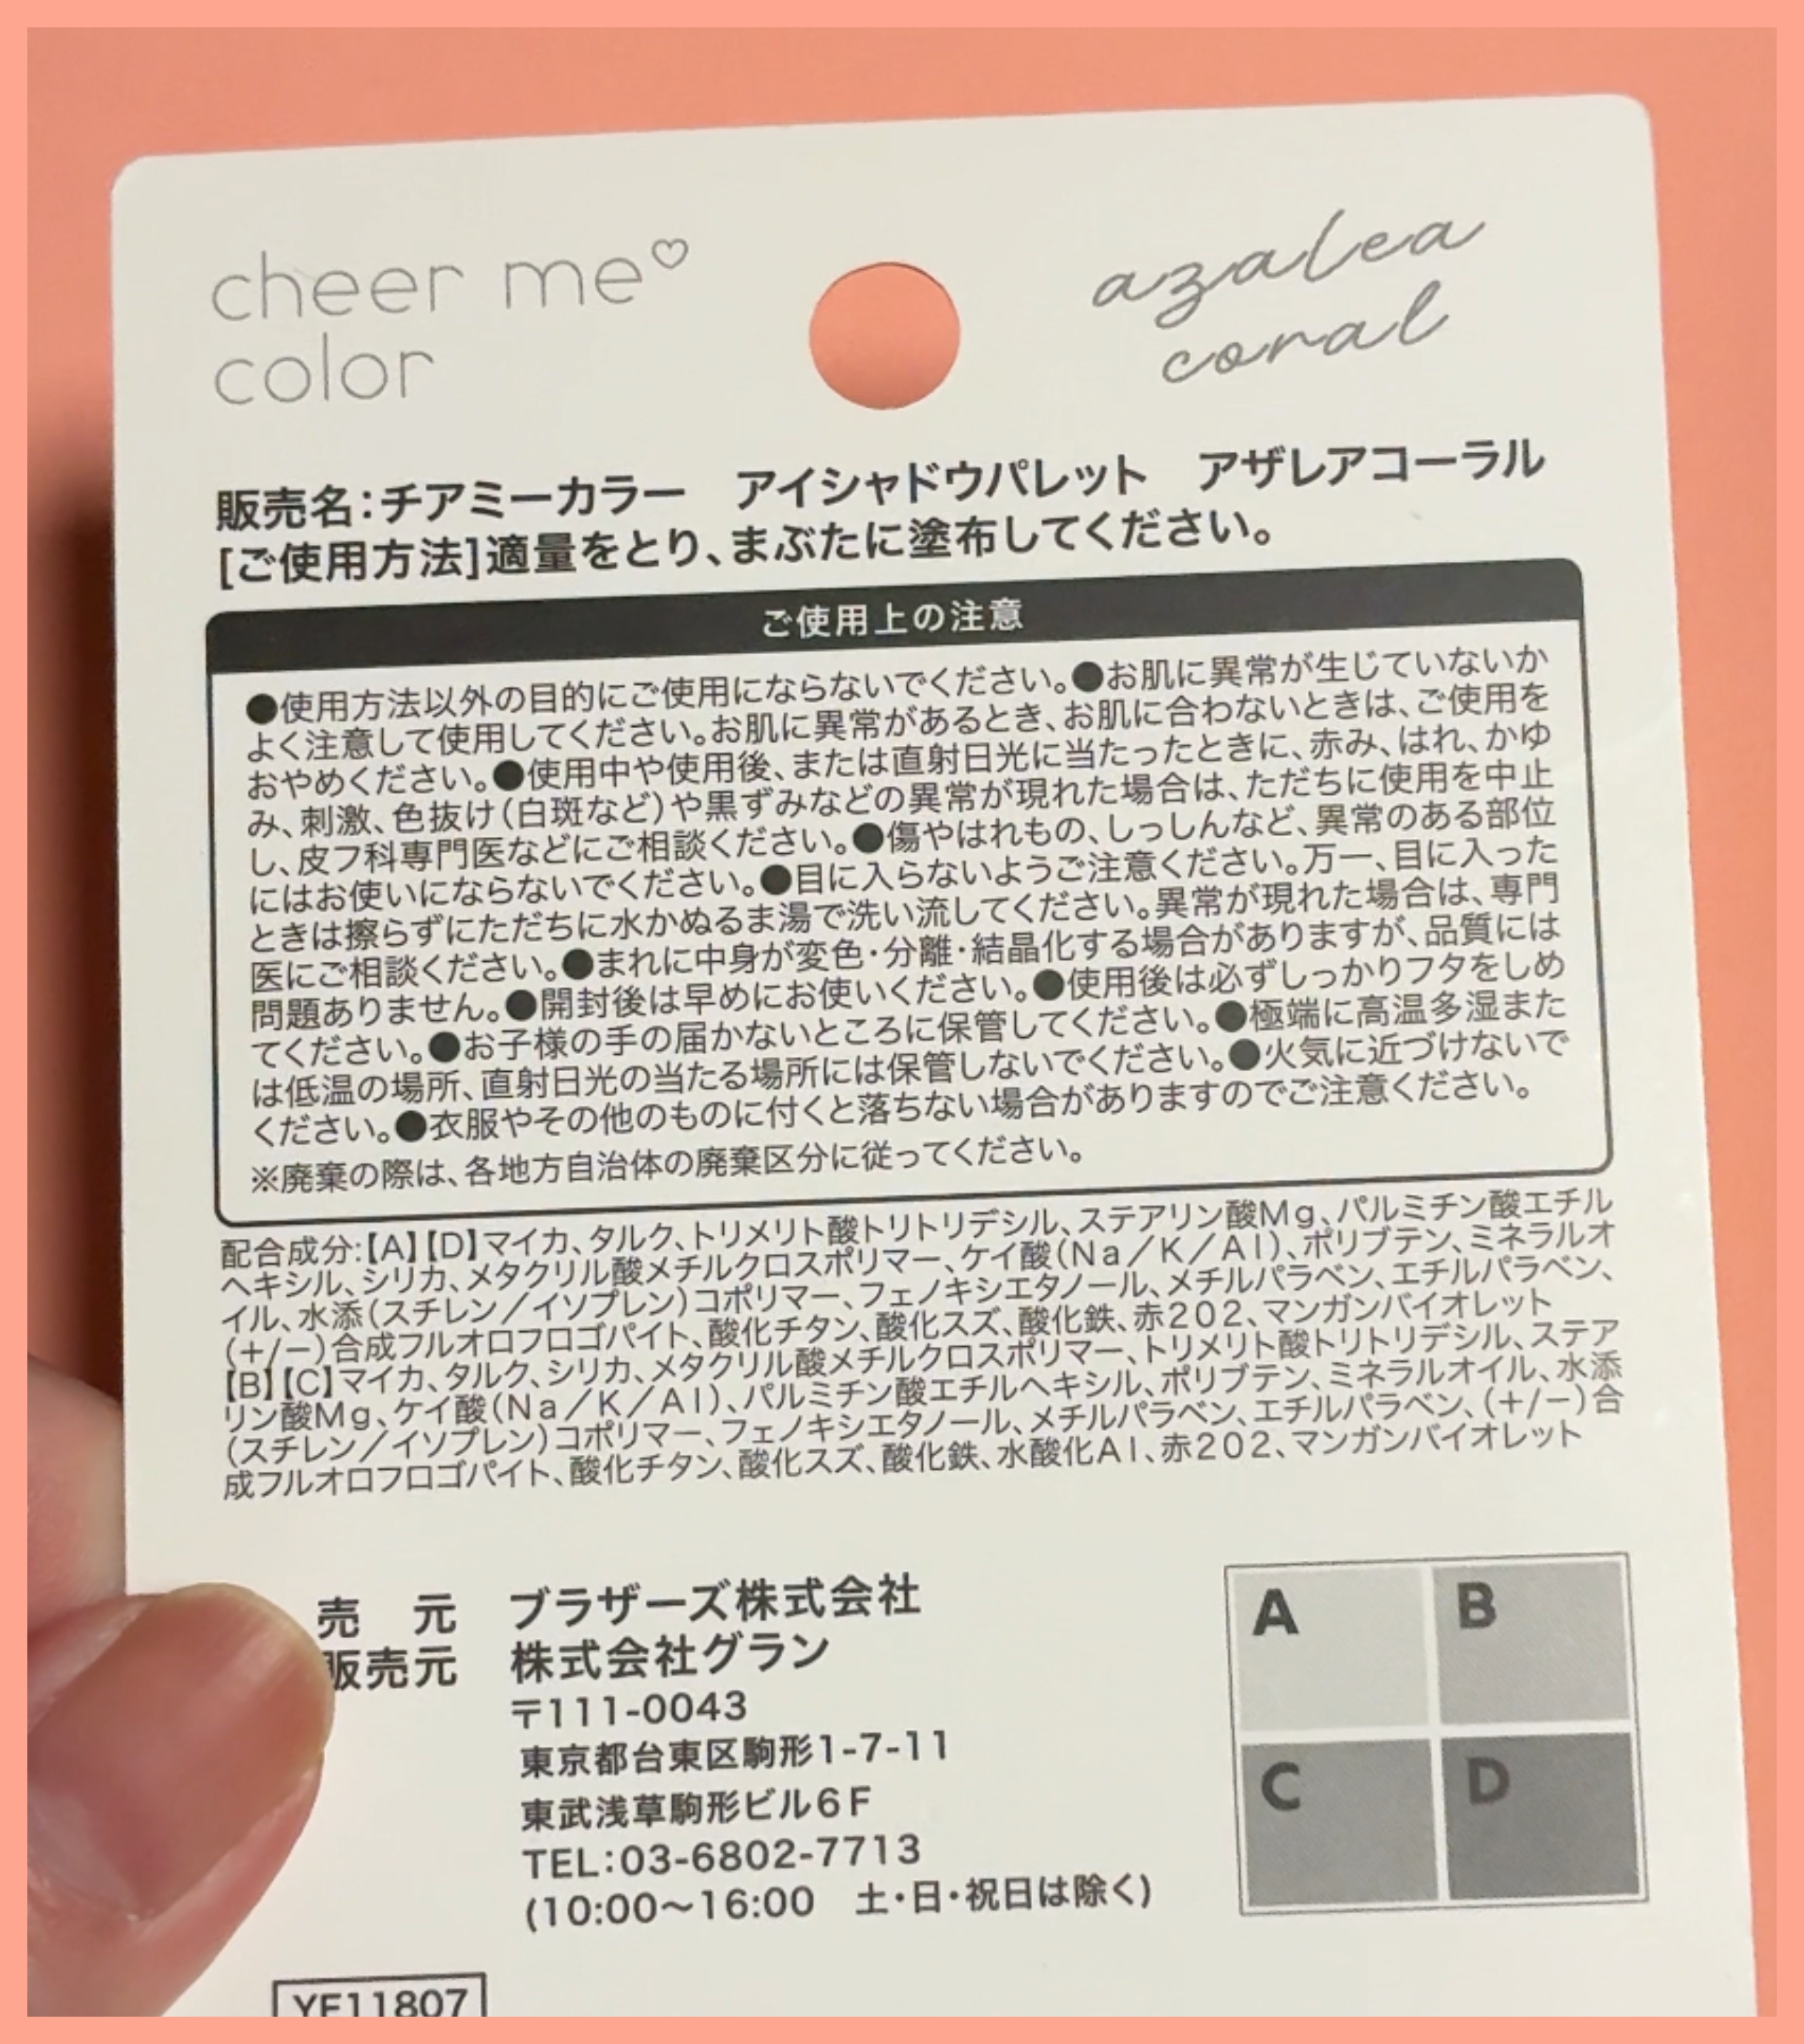 cheer me♡
color
azalea
coral
販売名：チアミーカラー　アイシャドウパレット　アザレアコーラル
[ご使用方法]適量をとり、まぶたに塗布してください。
ご使用上の注意
●使用方法以外の目的にご使用にならないでください。●お肌に異常が生じていないか
よく注意して使用してください。お肌に異常があるとき、お肌に合わないときは、ご使用を
おやめください。●使用中や使用後、または直射日光に当たったときに、赤み、はれ、かゆ
み、刺激、色抜け（白斑など）や黒ずみなどの異常が現れた場合は、ただちに使用を中止
し、皮フ科専門医などにご相談ください。●傷やはれもの、しっしんなど、異常のある部位
にはお使いにならないでください。●目に入らないようご注意ください。万一、目に入った
ときは擦らずにただちに水かぬるま湯で洗い流してください。異常が現れた場合は、専門
医にご相談ください。●まれに中身が変色・分離・結晶化する場合がありますが、品質には
問題ありません。●開封後は早めにお使いください。●使用後は必ずしっかりフタをしめ
てください。●お子様の手の届かないところに保管してください。●極端に高温多湿また
は低温の場所、直射日光の当たる場所には保管しないでください。●火気に近づけないで
ください。●衣服やその他のものに付くと落ちない場合がありますのでご注意ください。
※廃棄の際は、各地方自治体の廃棄区分に従ってください。
配合成分：【A】【D】マイカ、タルク、トリメリト酸トリトリデシル、ステアリン酸Mg、パルミチン酸エチル
ヘキシル、シリカ、メタクリル酸メチルクロスポリマー、ケイ酸（Na／K／Al）、ポリブテン、ミネラルオ
イル、水添（スチレン／イソプレン）コポリマー、フェノキシエタノール、メチルパラベン、エチルパラベン、
（+/−）合成フルオロフロゴパイト、酸化チタン、酸化スズ、酸化鉄、赤202、マンガンバイオレット
【B】【C】マイカ、タルク、シリカ、メタクリル酸メチルクロスポリマー、トリメリト酸トリトリデシル、ステア
リン酸Mg、ケイ酸（Na／K／Al）、パルミチン酸エチルヘキシル、ポリブテン、ミネラルオイル、水添
（スチレン／イソプレン）コポリマー、フェノキシエタノール、メチルパラベン、エチルパラベン、（+/−）合
成フルオロフロゴパイト、酸化チタン、酸化スズ、酸化鉄、水酸化Al、赤202、マンガンバイオレット
売　元　ブラザーズ株式会社
販売元　株式会社グラン
〒111-0043
東京都台東区駒形1-7-11
東武浅草駒形ビル6F
TEL：03-6802-7713
(10:00～16:00　土・日・祝日は除く)
A B
C D
YF11807